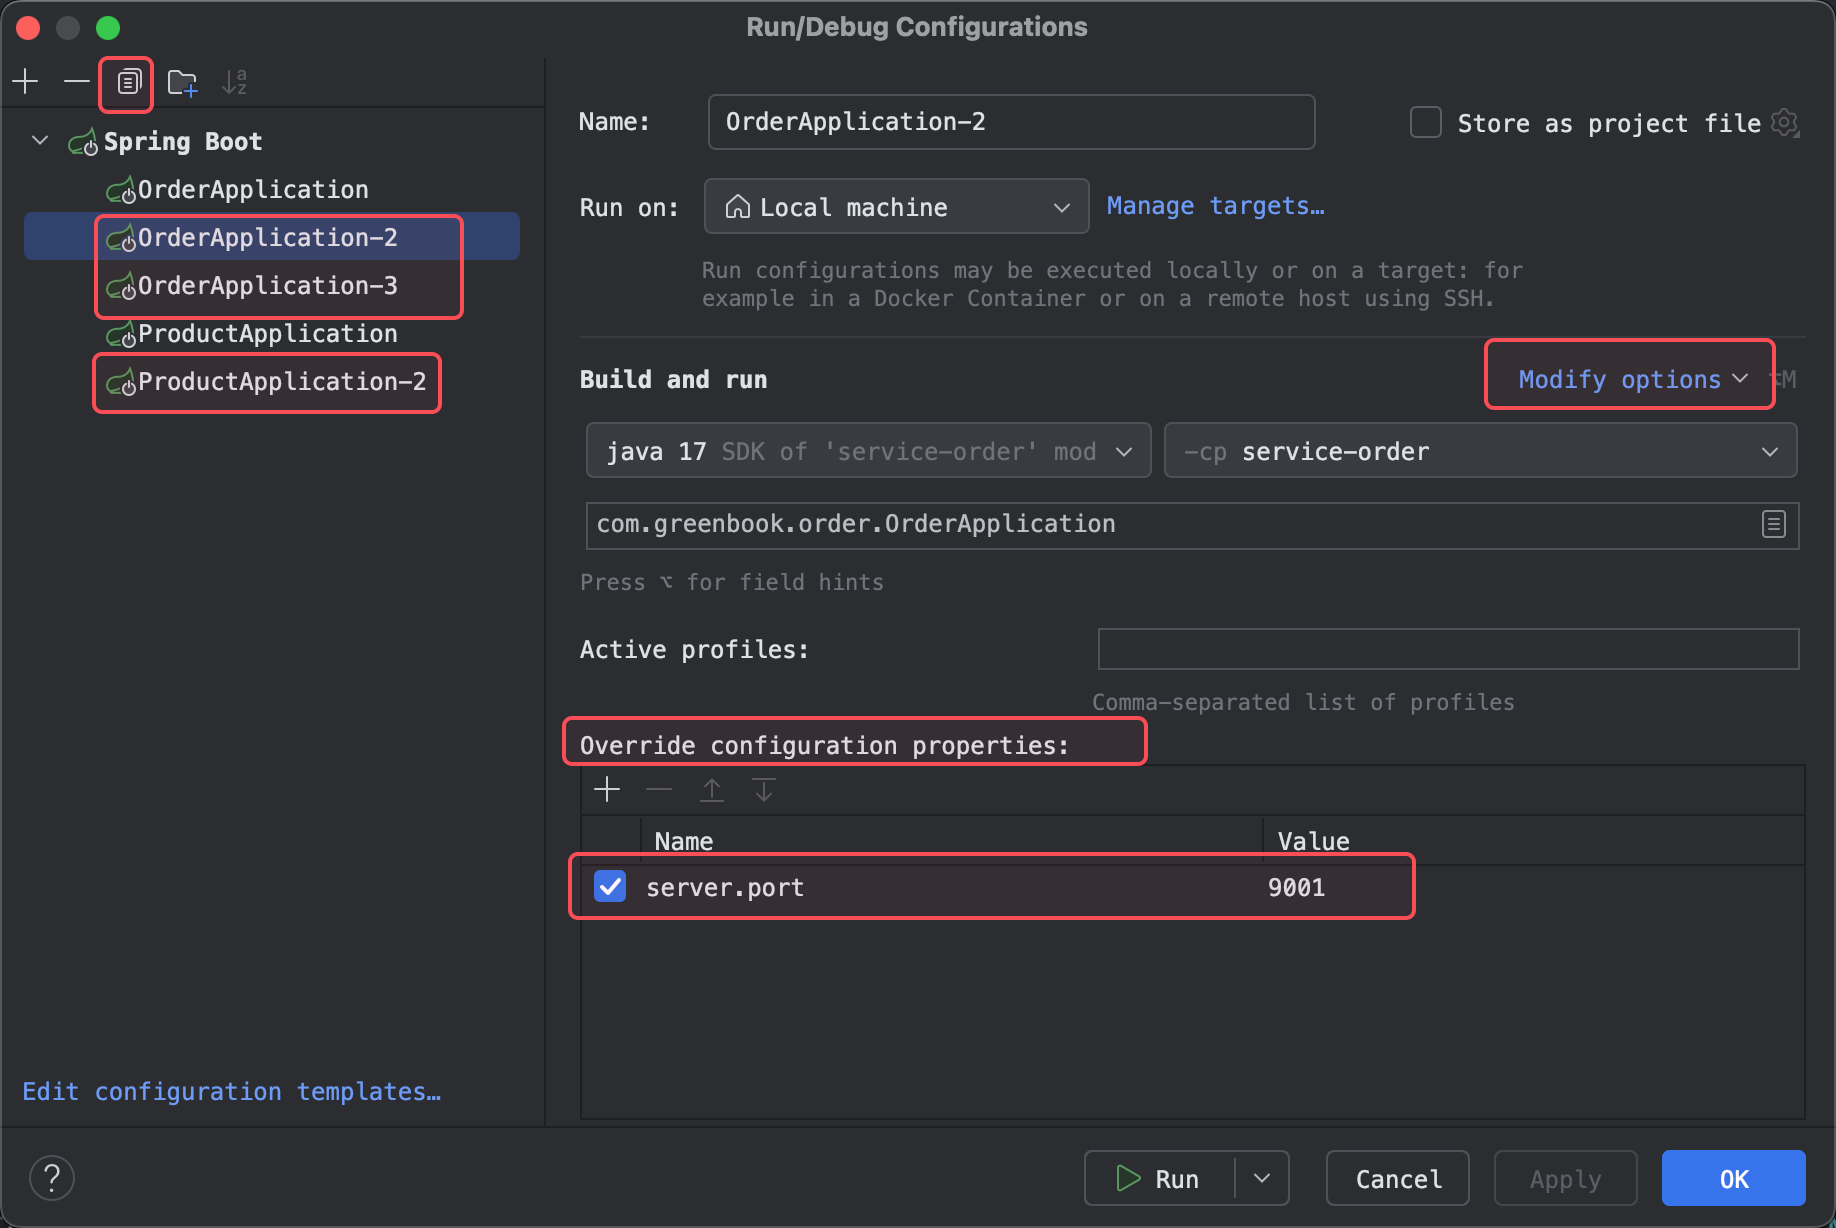 Run/Debug Configurations
Spring Boot
OrderApplication
OrderApplication-2
OrderApplication-3
ProductApplication
ProductApplication-2
Edit configuration templates…
Name:
OrderApplication-2
Store as project file
Run on:
Local machine
Manage targets…
Run configurations may be executed locally or on a target: for
example in a Docker Container or on a remote host using SSH.
Build and run
Modify options
java 17 SDK of 'service-order' mod
-cp service-order
com.greenbook.order.OrderApplication
Press ⌥ for field hints
Active profiles:
Comma-separated list of profiles
Override configuration properties:
Name Value
server.port 9001
?
Run
Cancel
Apply
OK